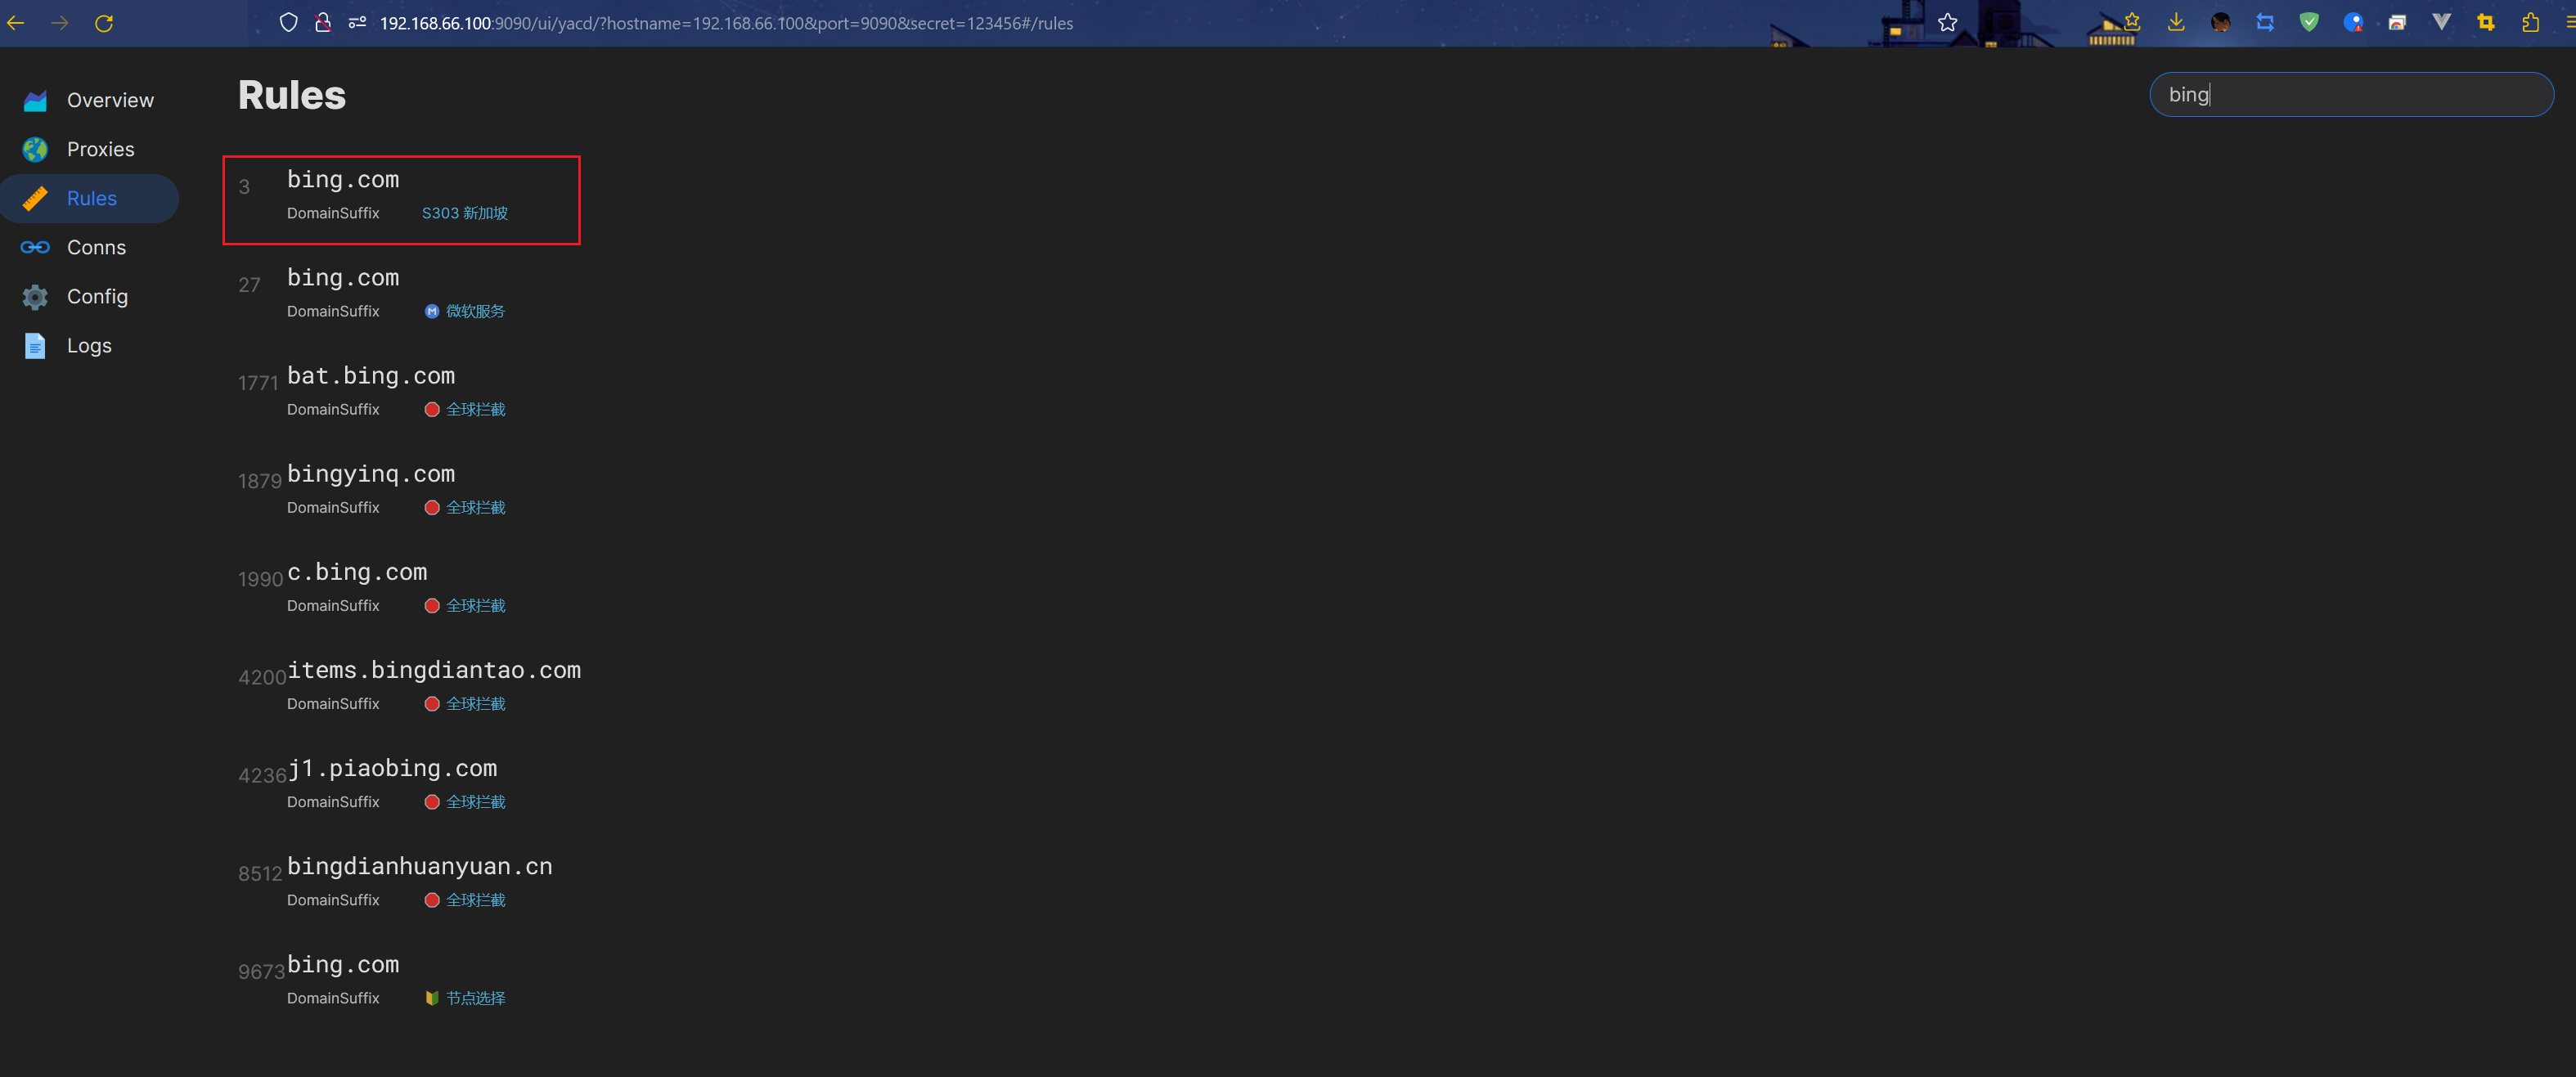 192.168.66.100:9090/ui/yacd/?hostname=192.168.66.100&port=9090&secret=123456#/rules
Overview
Proxies
Rules
Conns
Config
Logs
Rules
bing
3
bing.com
DomainSuffix S303 新加坡
27
bing.com
DomainSuffix Ⓜ️ 微软服务
1771
bat.bing.com
DomainSuffix 全球拦截
1879
bingyinq.com
DomainSuffix 全球拦截
1990
c.bing.com
DomainSuffix 全球拦截
4200
items.bingdiantao.com
DomainSuffix 全球拦截
4236
j1.piaobing.com
DomainSuffix 全球拦截
8512
bingdianhuanyuan.cn
DomainSuffix 全球拦截
9673
bing.com
DomainSuffix 节点选择